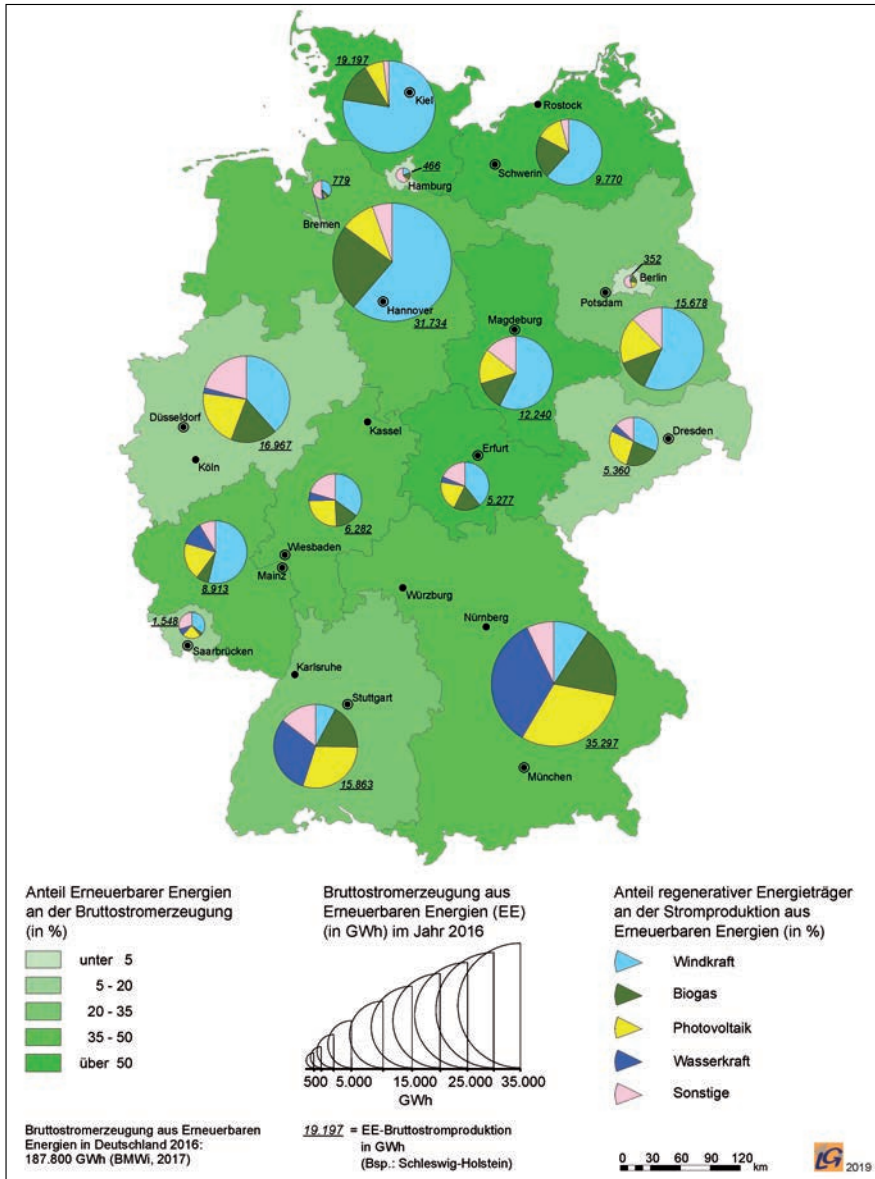 19.197
Kiel
Rostock
466
Hamburg
Schwerin
9.770
779
Bremen
352
Berlin
Potsdam
Hannover
31.734
15.678
Magdeburg
12.240
Düsseldorf
16.967
Köln
Kassel
Dresden
5.360
Erfurt
5.277
6.282
Wiesbaden
Mainz
8.913
Würzburg
Nürnberg
1.548
Saarbrücken
Karlsruhe
Stuttgart
15.863
35.297
München
Anteil Erneuerbarer Energien
an der Bruttostromerzeugung
(in %)
unter 5
5 - 20
20 - 35
35 - 50
über 50
Bruttostromerzeugung aus Erneuerbaren
Energien in Deutschland 2016:
187.800 GWh (BMWi, 2017)
Bruttostromerzeugung aus
Erneuerbaren Energien (EE)
(in GWh) im Jahr 2016
500 5.000 15.000 25.000 35.000
GWh
19.197 = EE-Bruttostromproduktion
in GWh
(Bsp.: Schleswig-Holstein)
Anteil regenerativer Energieträger
an der Stromproduktion aus
Erneuerbaren Energien (in %)
Windkraft
Biogas
Photovoltaik
Wasserkraft
Sonstige
0 30 60 90 120
km
LG 2019